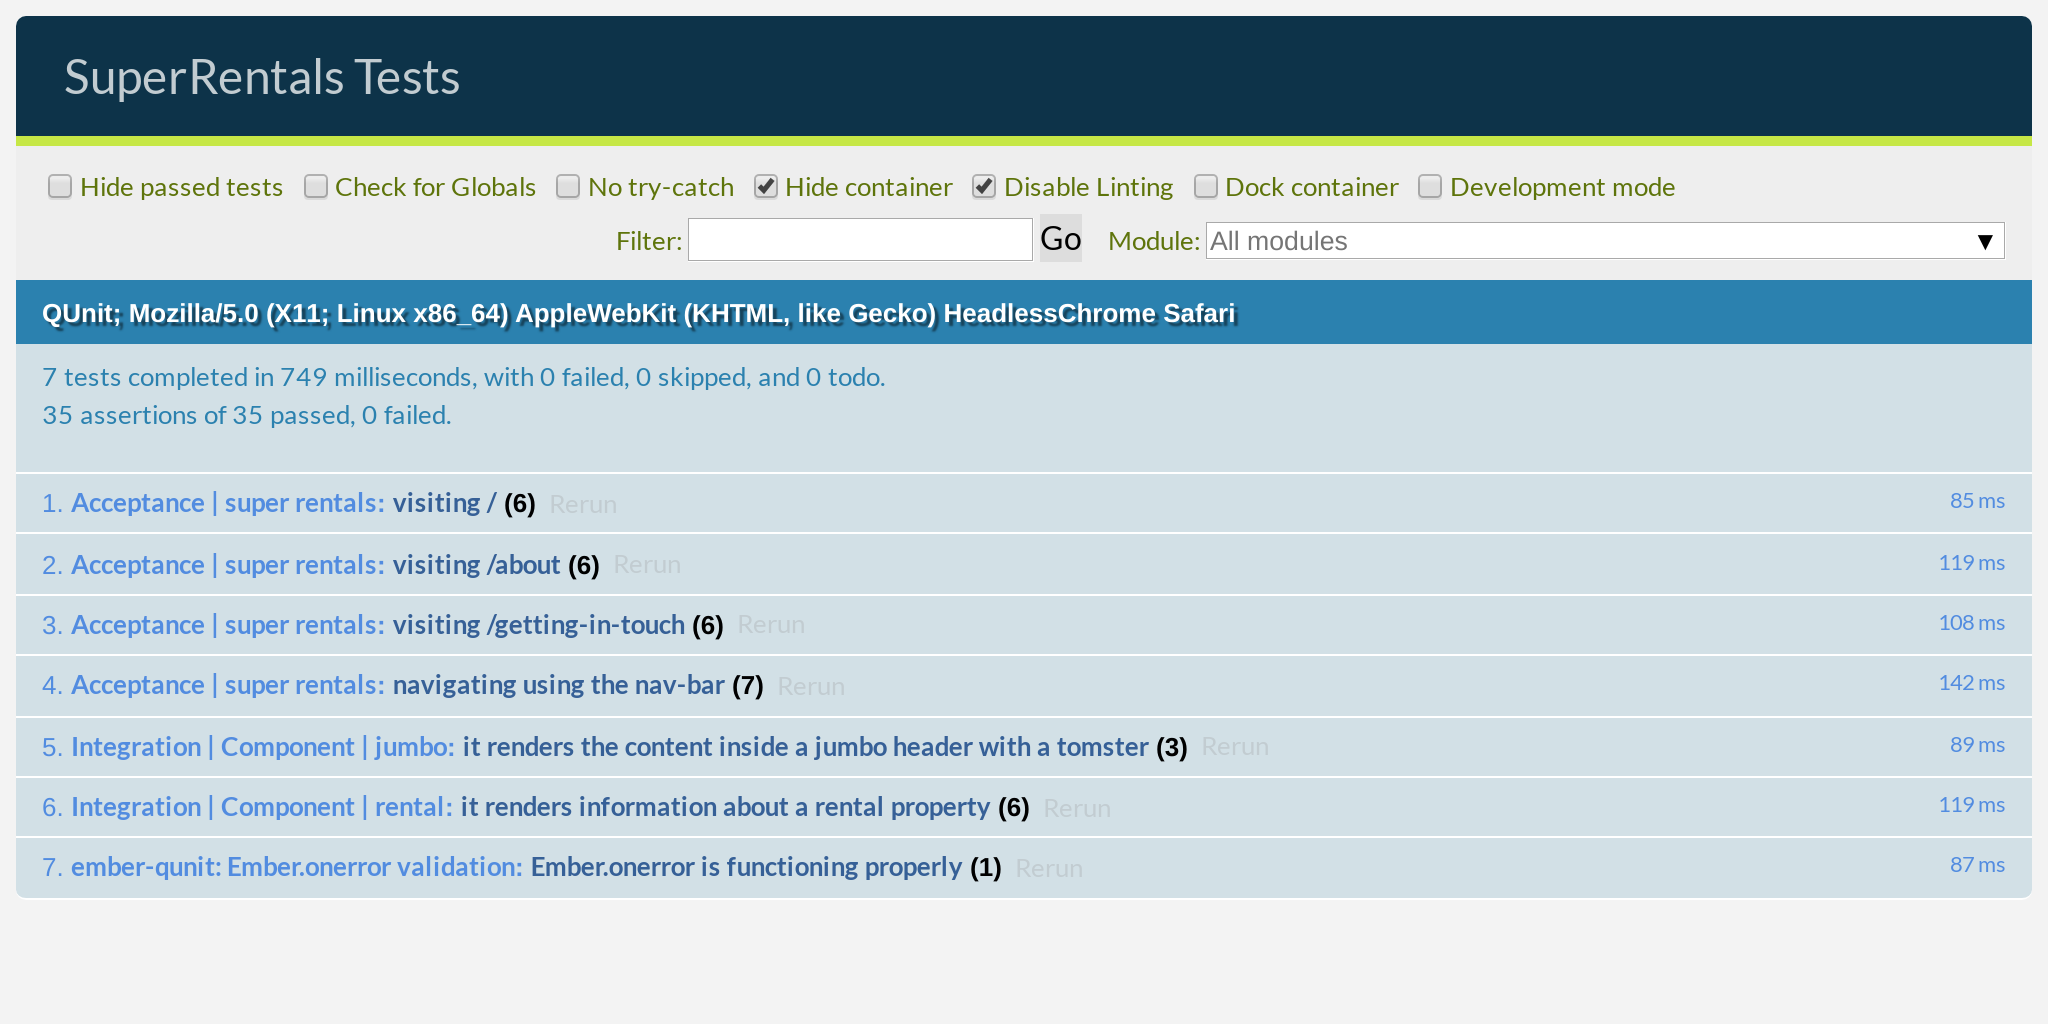 SuperRentals Tests
Hide passed tests Check for Globals No try-catch Hide container Disable Linting Dock container Development mode
Filter: Go Module: All modules ▼
QUnit; Mozilla/5.0 (X11; Linux x86_64) AppleWebKit (KHTML, like Gecko) HeadlessChrome Safari
7 tests completed in 749 milliseconds, with 0 failed, 0 skipped, and 0 todo.
35 assertions of 35 passed, 0 failed.
1. Acceptance | super rentals: visiting / (6) Rerun 85 ms
2. Acceptance | super rentals: visiting /about (6) Rerun 119 ms
3. Acceptance | super rentals: visiting /getting-in-touch (6) Rerun 108 ms
4. Acceptance | super rentals: navigating using the nav-bar (7) Rerun 142 ms
5. Integration | Component | jumbo: it renders the content inside a jumbo header with a tomster (3) Rerun 89 ms
6. Integration | Component | rental: it renders information about a rental property (6) Rerun 119 ms
7. ember-qunit: Ember.onerror validation: Ember.onerror is functioning properly (1) Rerun 87 ms